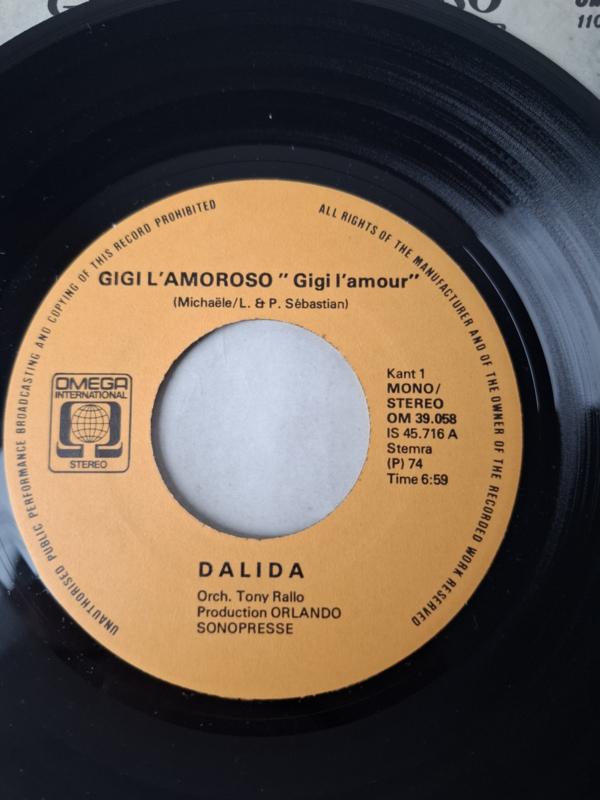 110
UNAUTHORISED PUBLIC PERFORMANCE BROADCASTING AND COPYING OF THIS RECORD PROHIBITED
ALL RIGHTS OF THE MANUFACTURER AND OF THE OWNER OF THE RECORDED WORK RESERVED
GIGI L'AMOROSO " Gigi l'amour"
(Michaële/L. & P. Sébastian)
OMEGA
INTERNATIONAL
STEREO
Kant 1
MONO/
STEREO
OM 39.058
IS 45.716 A
Stemra
(P) 74
Time 6:59
DALIDA
Orch. Tony Rallo
Production ORLANDO
SONOPRESSE